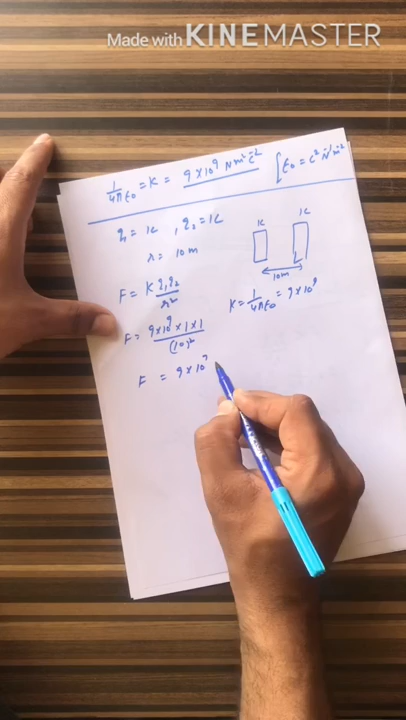 Made with KINEMASTER
1/4πε₀ = K = 9×10⁹ Nm²C⁻² [ε₀ = C²N⁻¹m⁻²
q₁ = 1C , q₂ = 1C
r = 10m
1C 1C
10m
F = K q₁q₂/r²
K = 1/4πε₀ = 9×10⁹
F = 9×10⁹×1×1/(10)²
F = 9×10⁷